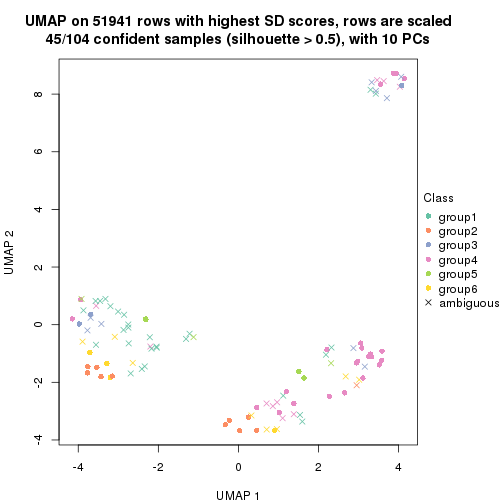 UMAP on 51941 rows with highest SD scores, rows are scaled
45/104 confident samples (silhouette > 0.5), with 10 PCs
UMAP 2
8
6
4
2
0
-2
-4
-4
-2
0
2
4
UMAP 1
Class
group1
group2
group3
group4
group5
group6
ambiguous